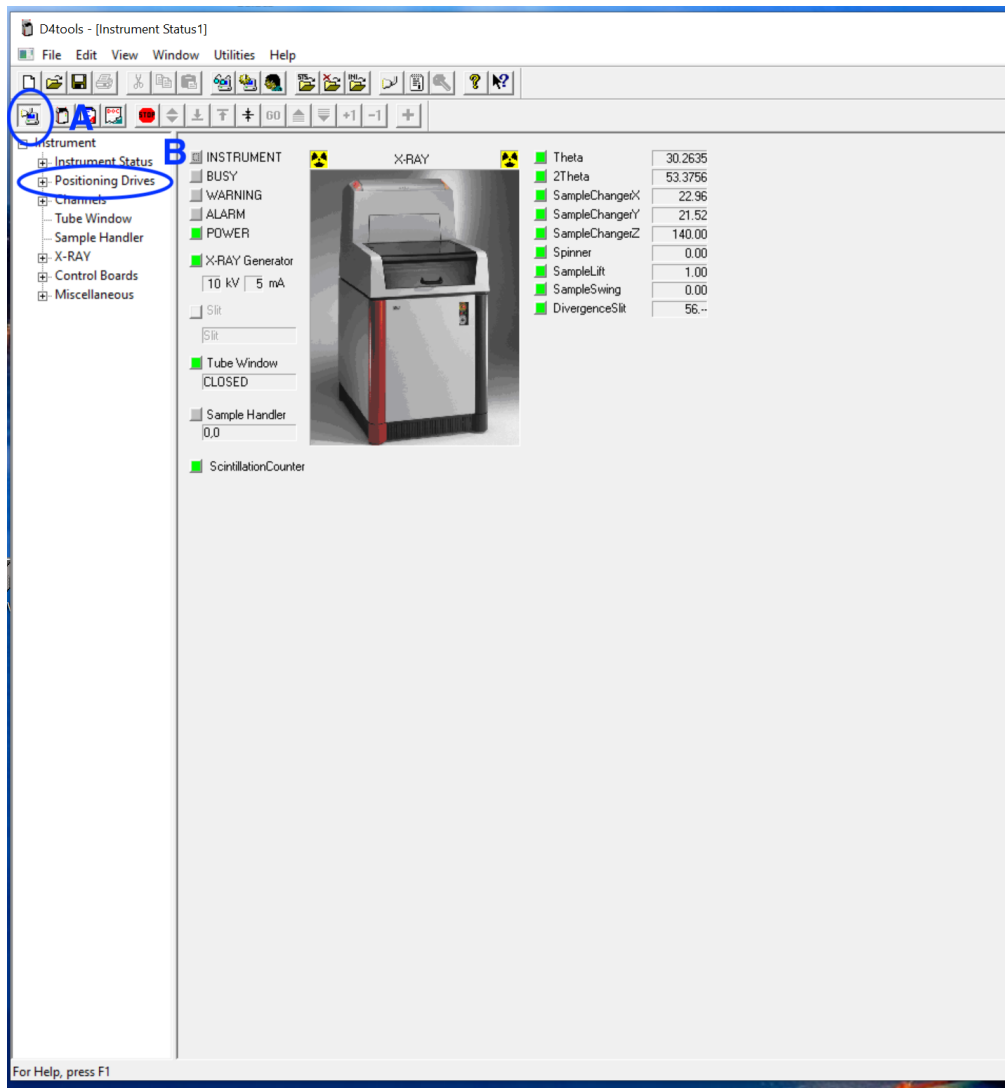 D4tools - [Instrument Status1]
File Edit View Window Utilities Help
STOP GO +1 -1
A
B
Instrument
Instrument Status
Positioning Drives
Channels
Tube Window
Sample Handler
X-RAY
Control Boards
Miscellaneous
INSTRUMENT
BUSY
WARNING
ALARM
POWER
X-RAY Generator
10 kV 5 mA
Slit
Slit
Tube Window
CLOSED
Sample Handler
0,0
ScintillationCounter
X-RAY
Theta 30.2635
2Theta 53.3756
SampleChangerX 22.96
SampleChangerY 21.52
SampleChangerZ 140.00
Spinner 0.00
SampleLift 1.00
SampleSwing 0.00
DivergenceSlit 56.--
For Help, press F1